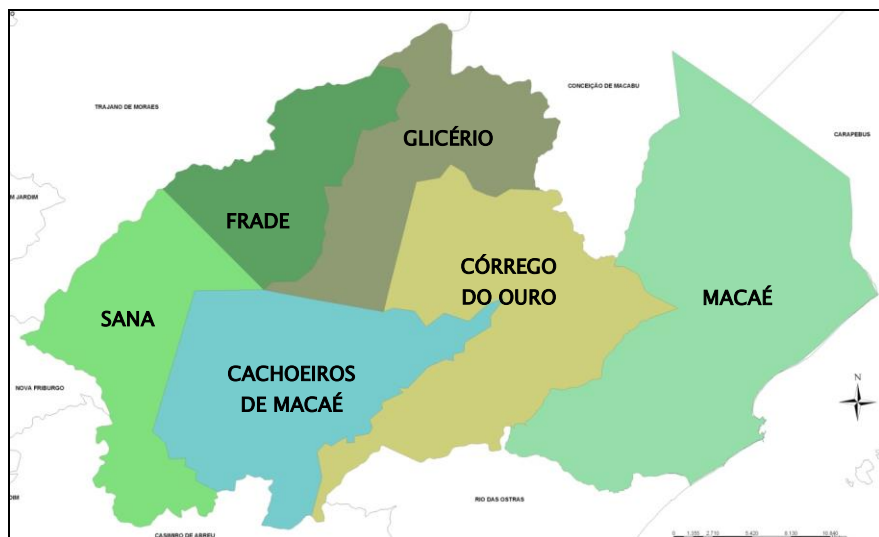 TRAJANO DE MORAES
CONCEIÇÃO DE MACABU
CARAPEBUS
GLICÉRIO
M JARDIM
FRADE
CÓRREGO
DO OURO
MACAÉ
SANA
CACHOEIROS
DE MACAÉ
NOVA FRIBURGO
N
RIO DAS OSTRAS
CASIMIRO DE ABREU